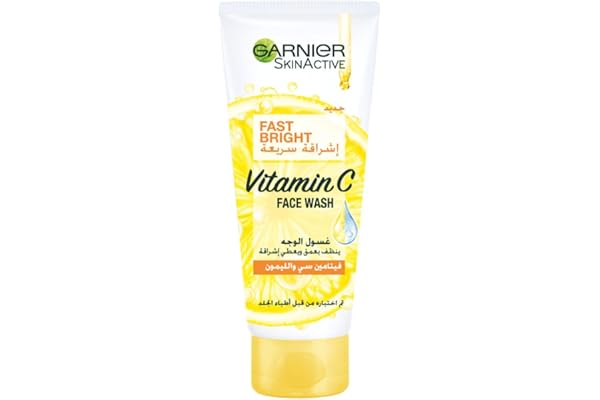 GARNIER
SKINACTIVE
جديد
FAST
BRIGHT
إشراقة سريعة
Vitamin C
FACE WASH
غسول الوجه
ينظف بعمق ويعطي إشراقة
فيتامين سي والليمون
تم اختباره من قبل أطباء الجلد